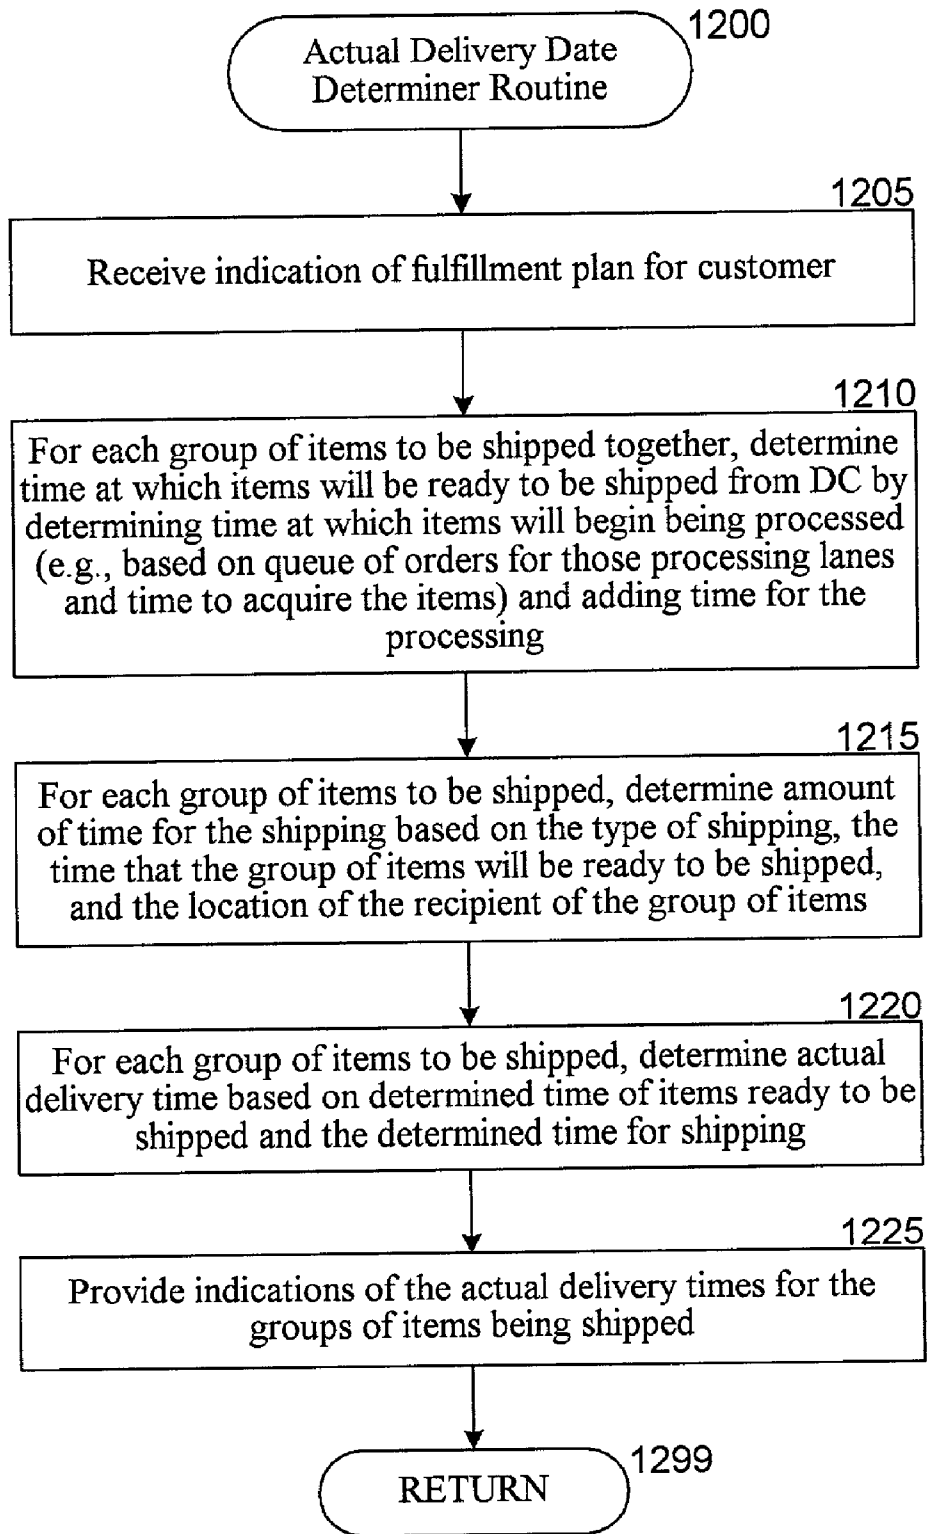 1200
Actual Delivery Date
Determiner Routine
1205
Receive indication of fulfillment plan for customer
1210
For each group of items to be shipped together, determine
time at which items will be ready to be shipped from DC by
determining time at which items will begin being processed
(e.g., based on queue of orders for those processing lanes
and time to acquire the items) and adding time for the
processing
1215
For each group of items to be shipped, determine amount
of time for the shipping based on the type of shipping, the
time that the group of items will be ready to be shipped,
and the location of the recipient of the group of items
1220
For each group of items to be shipped, determine actual
delivery time based on determined time of items ready to be
shipped and the determined time for shipping
1225
Provide indications of the actual delivery times for the
groups of items being shipped
1299
RETURN